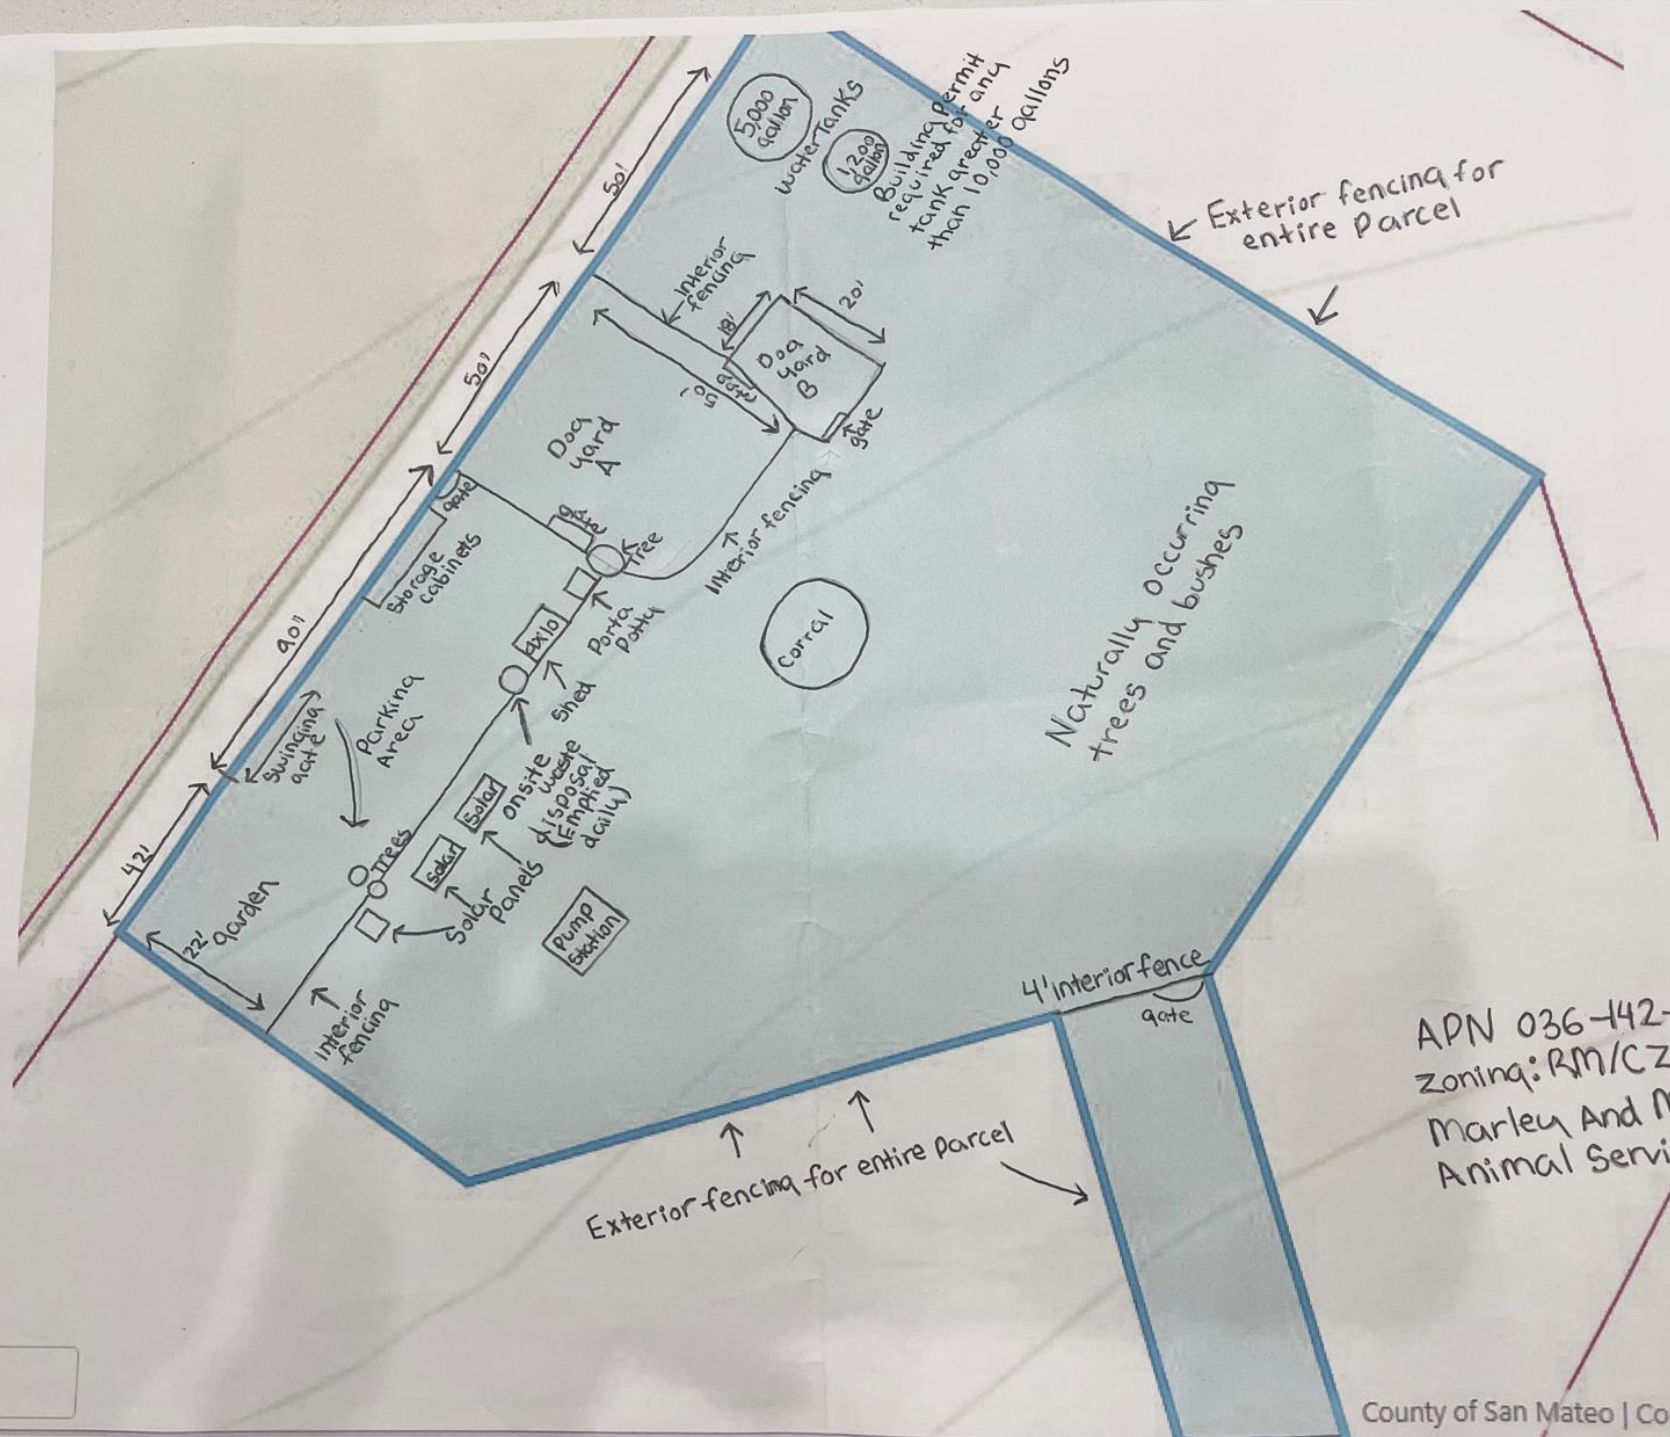 5,000
gallon
Water Tanks
1,200
gallon
Building Permit
required for any
tank greater
than 10,000 gallons
Exterior fencing for
entire Parcel
50'
Interior
fencing
18'
20'
Dog
Yard
B
gate
50'
gate
50'
Dog
Yard
A
gate
gate
Tree
Interior fencing
Storage
cabinets
90'
Porta
Potty
8x10
Shed
Corral
Naturally occurring
trees and bushes
Swinging
gate
Parking
Area
onsite
waste
disposal
(Emptied
daily)
Solar
Solar
Solar
Panels
Trees
42'
garden
22'
Pump
Station
Interior
fencing
4' interior fence
gate
Exterior fencing for entire parcel
APN 036-142-
Zoning: RM/CZ
Marley And M
Animal Servi
County of San Mateo | Co